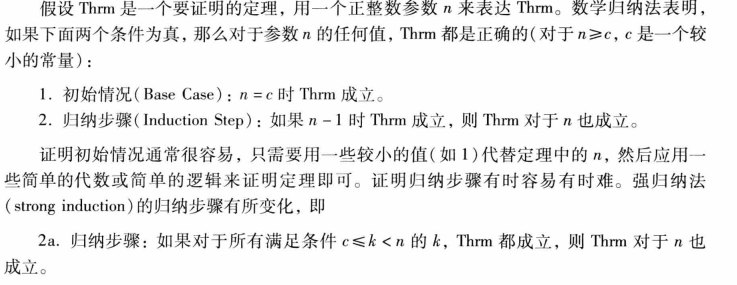 假设 Thrm 是一个要证明的定理，用一个正整数参数 n 来表达 Thrm。数学归纳法表明，
如果下面两个条件为真，那么对于参数 n 的任何值，Thrm 都是正确的(对于 n≥c, c 是一个较
小的常量)：
1. 初始情况(Base Case)：n = c 时 Thrm 成立。
2. 归纳步骤(Induction Step)：如果 n − 1 时 Thrm 成立，则 Thrm 对于 n 也成立。
证明初始情况通常很容易，只需要用一些较小的值(如 1)代替定理中的 n，然后应用一
些简单的代数或简单的逻辑来证明定理即可。证明归纳步骤有时容易有时难。强归纳法
(strong induction)的归纳步骤有所变化，即
2a. 归纳步骤：如果对于所有满足条件 c≤k < n 的 k，Thrm 都成立，则 Thrm 对于 n 也
成立。